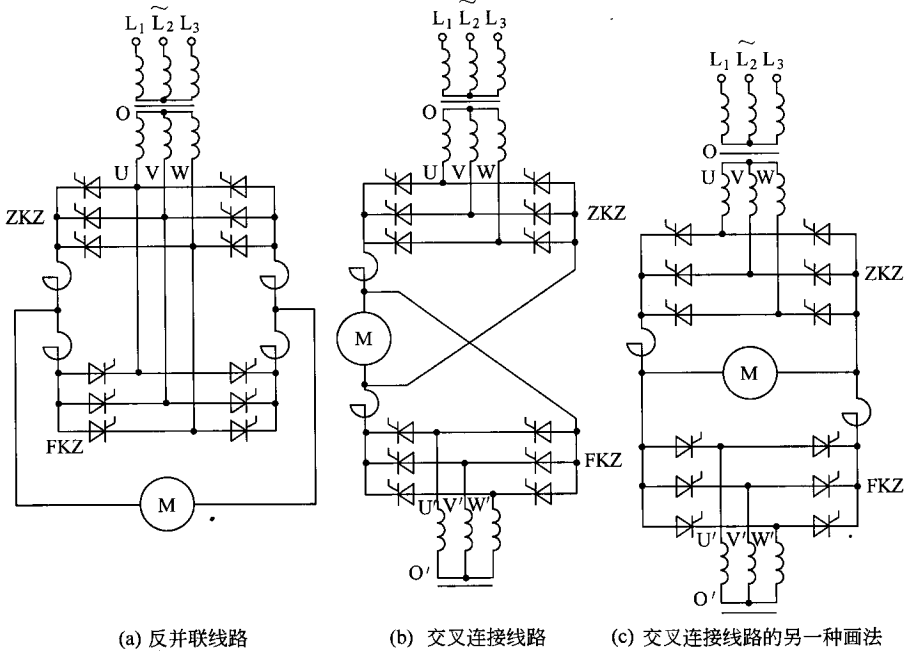 L₁ L₂ L₃
O
U V W
ZKZ
FKZ
M
(a) 反并联线路
L₁ L₂ L₃
O
U V W
ZKZ
M
FKZ
U′ V′ W′
O′
(b) 交叉连接线路
L₁ L₂ L₃
O
U V W
ZKZ
M
FKZ
U′ V′ W′
O′
(c) 交叉连接线路的另一种画法